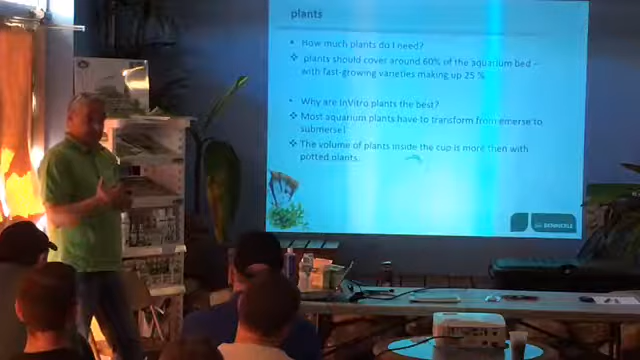 plants
• How much plants do I need?
❖ plants should cover around 60% of the aquarium bed –
with fast-growing varieties making up 25 %
• Why are InVitro plants the best?
❖ Most aquarium plants have to transform from emerse to
submerse!
❖ The volume of plants inside the cup is more then with
potted plants.
DENNERLE